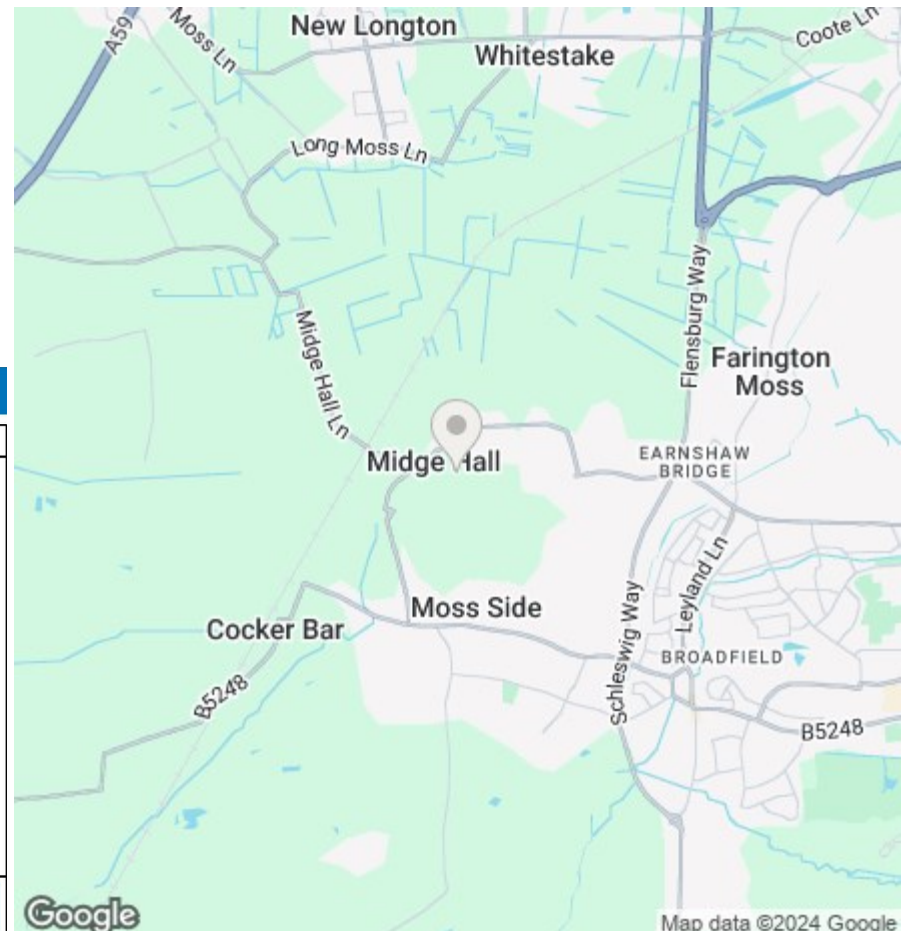 New Longton
A59
Moss Ln
Coote Ln
Whitestake
Long Moss Ln
Flensburg Way
Midge Hall Ln
Farington
Moss
EARNSHAW
BRIDGE
Midge Hall
Leyland Ln
Moss Side
Cocker Bar
Schleswig Way
BROADFIELD
B5248
B5248
Google
Map data ©2024 Google